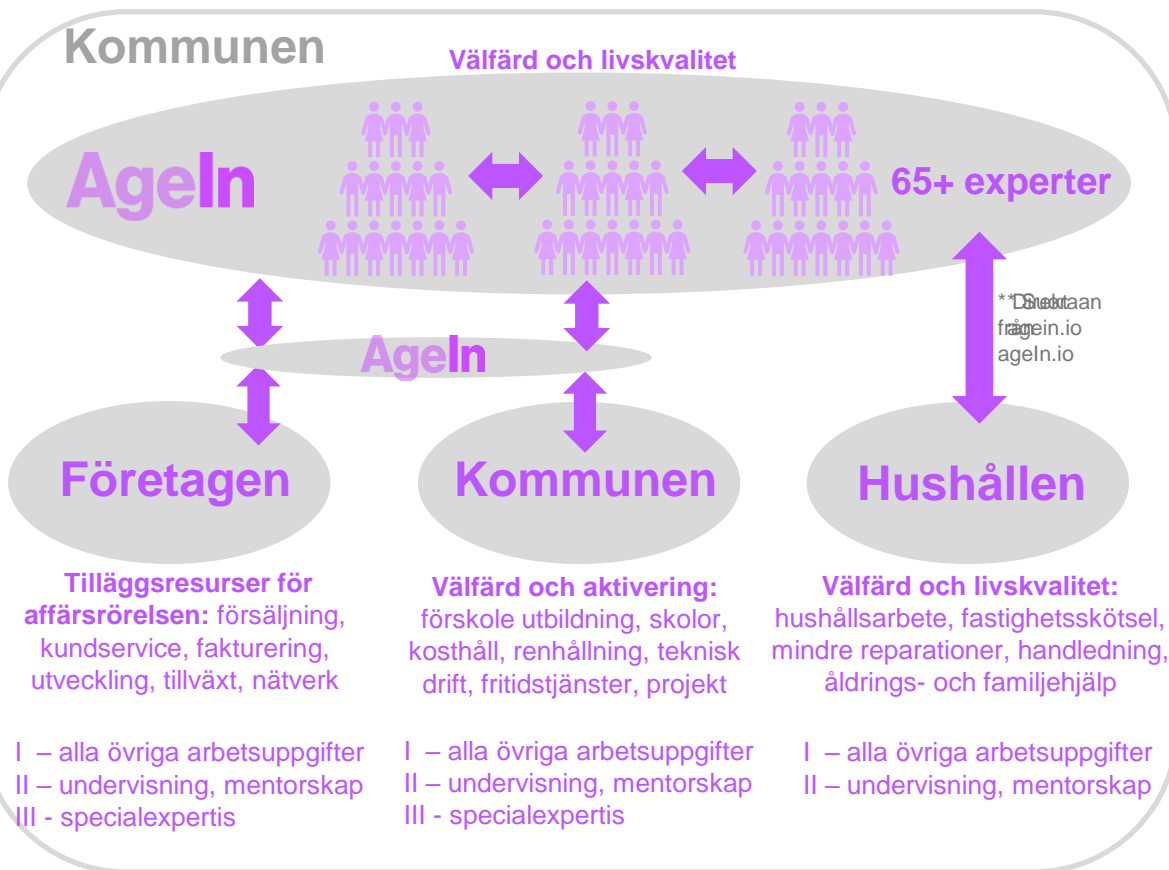 Kommunen
Välfärd och livskvalitet
AgeIn
65+ experter
från
ageIn.io
AgeIn
Företagen
Kommunen
Hushållen
Tilläggsresurser för
affärsrörelsen: försäljning,
kundservice, fakturering,
utveckling, tillväxt, nätverk
I – alla övriga arbetsuppgifter
II – undervisning, mentorskap
III - specialexpertis
Välfärd och aktivering:
förskole utbildning, skolor,
kosthåll, renhållning, teknisk
drift, fritidstjänster, projekt
I – alla övriga arbetsuppgifter
II – undervisning, mentorskap
III - specialexpertis
Välfärd och livskvalitet:
hushållsarbete, fastighetsskötsel,
mindre reparationer, handledning,
åldrings- och familjehjälp
I – alla övriga arbetsuppgifter
II – undervisning, mentorskap